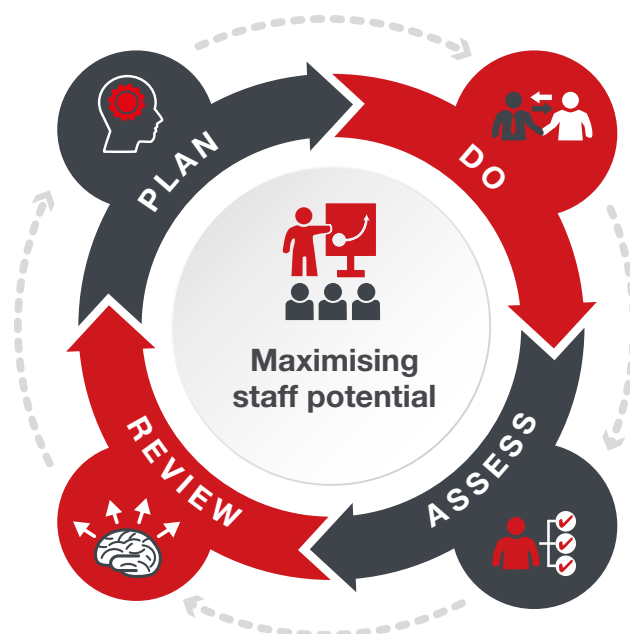 PLAN
DO
Maximising
staff potential
REVIEW
ASSESS